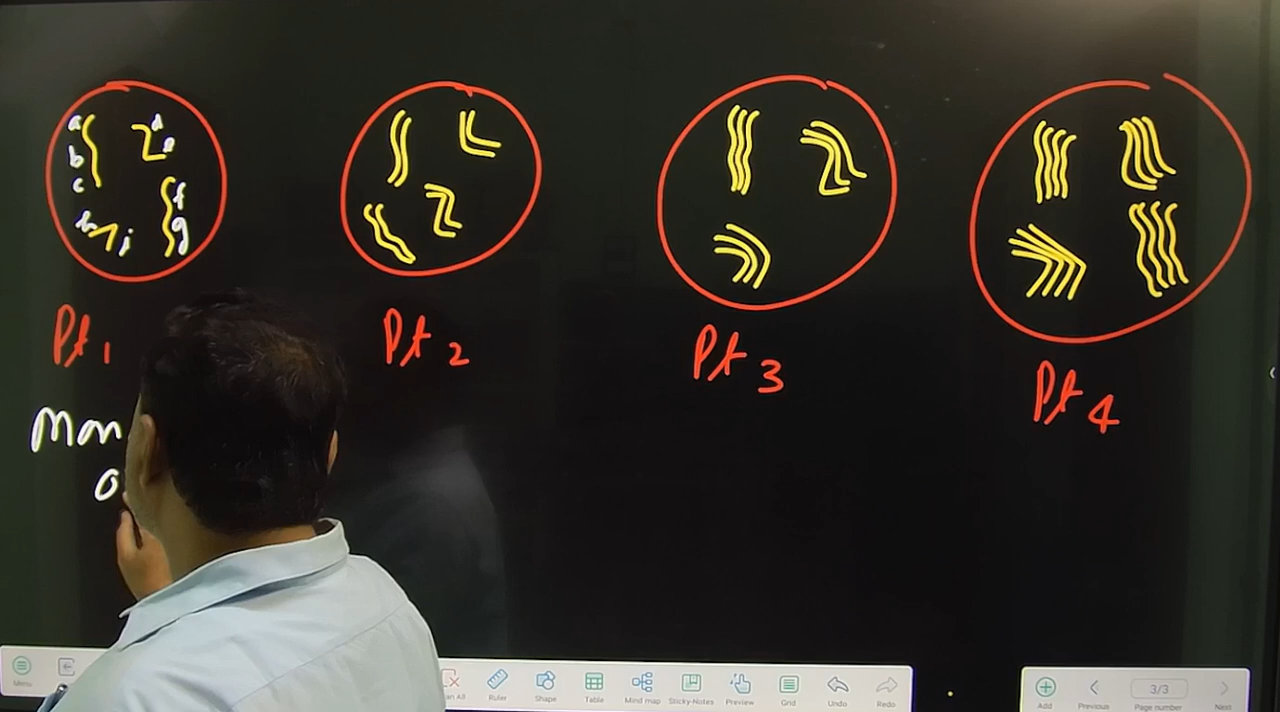 a
b
c
d
e
f
g
h
j
Pt 1
Pt 2
Pt 3
Pt 4
Menu
Ruler
Shape
Table
Mind map
Sticky-Notes
Preview
Grid
Undo
Redo
Add
Previous
3/3
Page number
Next